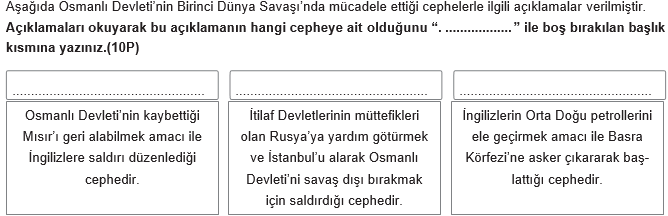 Aşağıda Osmanlı Devleti'nin Birinci Dünya Savaşı'nda mücadele ettiği cephelerle ilgili açıklamalar verilmiştir.
Açıklamaları okuyarak bu açıklamanın hangi cepheye ait olduğunu “. ...................” ile boş bırakılan başlık
kısmına yazınız.(10P)
....................................................
....................................................
....................................................
Osmanlı Devleti'nin kaybettiği
Mısır'ı geri alabilmek amacı ile
İngilizlere saldırı düzenlediği
cephedir.
İtilaf Devletlerinin müttefikleri
olan Rusya'ya yardım götürmek
ve İstanbul'u alarak Osmanlı
Devleti'ni savaş dışı bırakmak
için saldırdığı cephedir.
İngilizlerin Orta Doğu petrollerini
ele geçirmek amacı ile Basra
Körfezi'ne asker çıkararak baş-
lattığı cephedir.